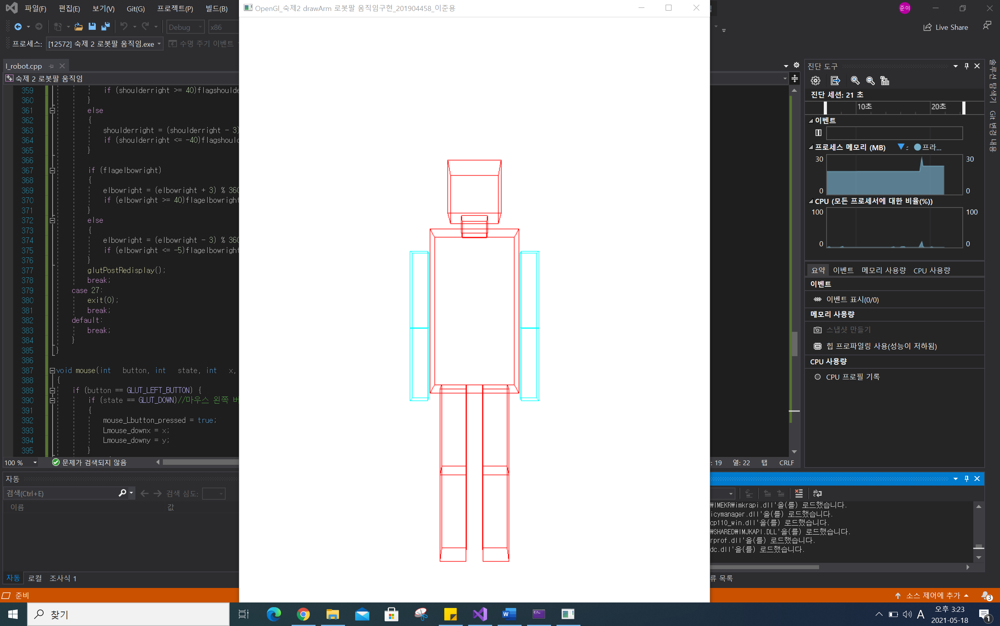 파일(F) 편집(E) 보기(V) Git(G) 프로젝트(P) 빌드(B)
OpenGl_숙제2 drawArm 로봇팔 움직임구현_201904458_이준용
준이
Debug x86
Live Share
프로세스: [12572] 숙제 2 로봇팔 움직임.exe 수명 주기 이벤트
l_robot.cpp
숙제 2 로봇팔 움직임
359 if (shoulderright >= 40)flagshoulde
360 }
361 else
362 {
363 shoulderright = (shoulderright - 3)
364 if (shoulderright <= -40)flagshould
365 }
366
367 if (flagelbowright)
368 {
369 elbowright = (elbowright + 3) % 360
370 if (elbowright >= 40)flagelbowright
371 }
372 else
373 {
374 elbowright = (elbowright - 3) % 360
375 if (elbowright <= -5)flagelbowright
376 }
377 glutPostRedisplay();
378 break;
379 case 27:
380 exit(0);
381 break;
382 default:
383 break;
384 }
385 }
386
387 void mouse(int button, int state, int x,
388 {
389 if (button == GLUT_LEFT_BUTTON) {
390 if (state == GLUT_DOWN)//마우스 왼쪽 버
391 {
392 mouse_Lbutton_pressed = true;
393 Lmouse_downx = x;
394 Lmouse_downy = y;
395 }
100 % 문제가 검색되지 않음
: 19 열: 22 탭 CRLF
진단 도구
진단 세션: 21 초
10초 20초
이벤트
프로세스 메모리 (MB) 프라...
30 30
0 0
CPU (모든 프로세서에 대한 비율(%))
100 100
0 0
요약 이벤트 메모리 사용량 CPU 사용량
이벤트
이벤트 표시(0/0)
메모리 사용량
스냅샷 만들기
힙 프로파일링 사용(성능이 저하됨)
CPU 사용량
CPU 프로필 기록
솔루션 탐색기
Git 변경 내용
자동
검색(Ctrl+E) 검색 심도:
이름 값
자동 로컬 조사식 1
₩IMEKR₩imkrapi.dll'을(를) 로드했습니다.
icymanager.dll'을(를) 로드했습니다.
cp110_win.dll'을(를) 로드했습니다.
₩SHARED₩IMJKAPI.DLL'을(를) 로드했습니다.
rprof.dll'을(를) 로드했습니다.
dc.dll'을(를) 로드했습니다.
류 목록
준비
소스 제어에 추가 3
찾기
A 오후 3:23
2021-05-18
1